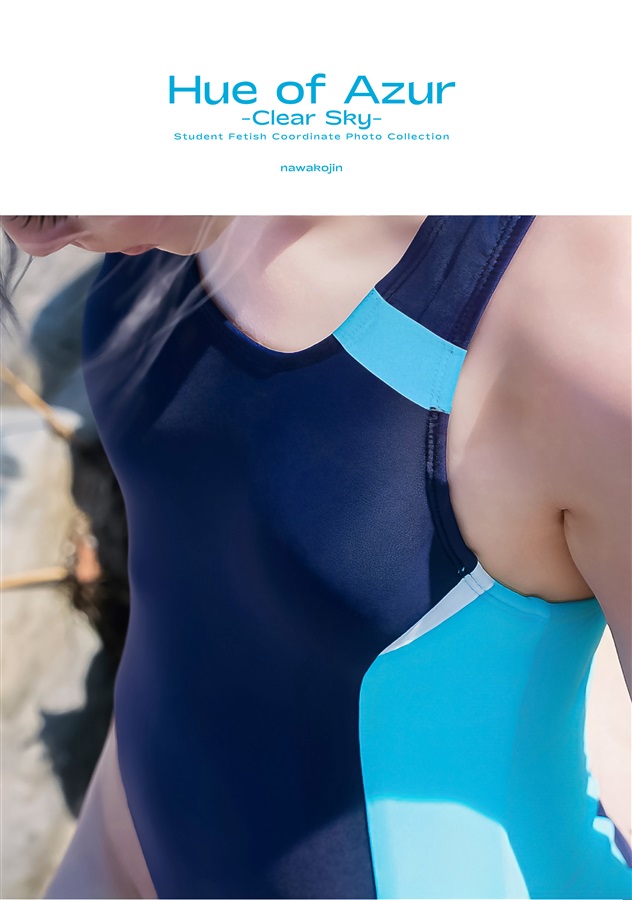 Hue of Azur
-Clear Sky-
Student Fetish Coordinate Photo Collection
nawakojin